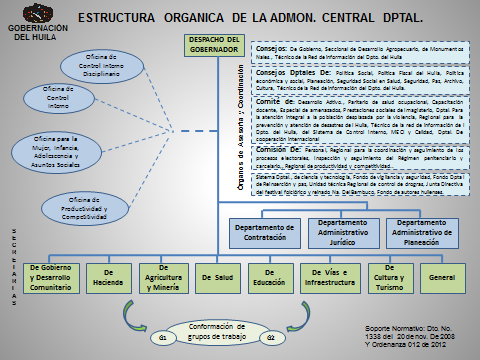 GOBERNACIÓN
DEL HUILA
ESTRUCTURA ORGANICA DE LA ADMON. CENTRAL DPTAL.
DESPACHO DEL
GOBERNADOR
Oficina de
Control Interno
Disciplinario
Oficina de
Control
Interno
Oficina para la
Mujer, Infancia,
Adolescencia y
Asuntos Sociales
Oficina de
Productividad y
Competitividad
Órganos de Asesoría y Coordinación
Consejos: De Gobierno, Seccional de Desarrollo Agropecuario, de Monumentos
Nales , Técnico de la Red de Información del Dpto. del Huila
Consejos Dptales De: Política Social, Política Fiscal del Huila, Política
económica y social, Planeación, Seguridad Social en Salud, Seguridad, Paz, Archivo,
Cultura, Técnico de la Red de Información del Dpto. del Huila.
Comité de: Desarrollo Adtivo., Paritario de salud ocupacional, Capacitación
docente, Especial de amenazados, Prestaciones sociales del magisterio, Dptal. Para
la atención integral a la población desplazada por la violencia, Regional para la
prevención y atención de desastres del Huila, Técnico de la red de Información del
Dpto. del Huila, del Sistema de Control Interno, MECI y Calidad, Dptal. De
cooperación internacional
Comisión De: Personal, Regional para la coordinación y seguimiento de los
procesos electorales, Inspección y seguimiento del Régimen penitenciario y
carcelario., Regional de productividad y competitividad..
Sistema Dptal , de ciencia y tecnología, Fondo de vigilancia y seguridad, Fondo Dptal
de Reinserción y paz, Unidad técnica Regional de control de drogas, Junta Directiva
del festival folclórico y reinado Na. Del Bambuco, Fondo de autores huilenses.
Departamento de
Contratación
Departamento
Administrativo
Jurídico
Departamento
Administrativo de
Planeación
SECRETARIAS
De Gobierno
y Desarrollo
Comunitario
De
Hacienda
De
Agricultura
y Minería
De Salud
De
Educación
De Vías e
Infraestructura
De
Cultura y
Turismo
General
G1
Conformación de
grupos de trabajo
G2
Soporte Normativo: Dto. No.
1338 del 20 de nov. De 2008
Y Ordenanza 012 de 2012